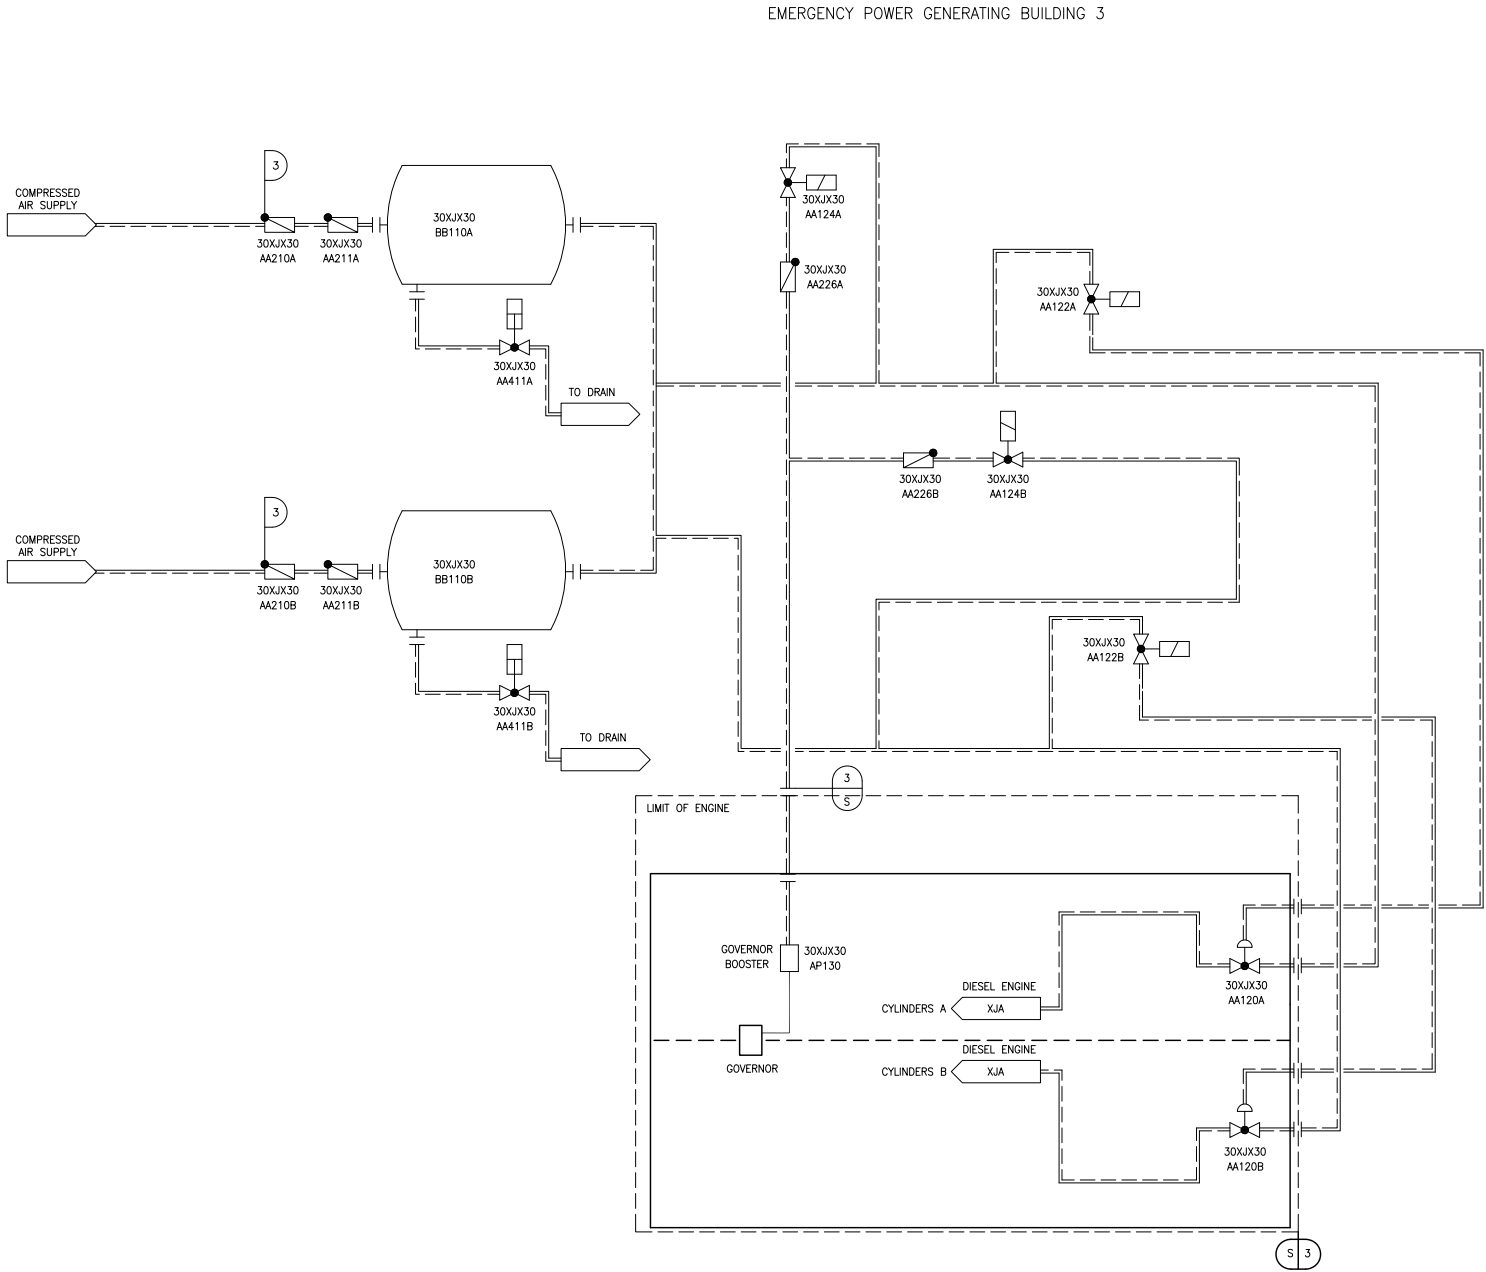 EMERGENCY POWER GENERATING BUILDING 3
3
COMPRESSED
AIR SUPPLY
30XJX30
AA210A
30XJX30
AA211A
30XJX30
BB110A
30XJX30
AA411A
TO DRAIN
30XJX30
AA124A
30XJX30
AA226A
30XJX30
AA122A
30XJX30
AA226B
30XJX30
AA124B
3
COMPRESSED
AIR SUPPLY
30XJX30
AA210B
30XJX30
AA211B
30XJX30
BB110B
30XJX30
AA411B
TO DRAIN
30XJX30
AA122B
3
S
LIMIT OF ENGINE
GOVERNOR
BOOSTER
30XJX30
AP130
DIESEL ENGINE
CYLINDERS A
XJA
30XJX30
AA120A
GOVERNOR
DIESEL ENGINE
CYLINDERS B
XJA
30XJX30
AA120B
S 3